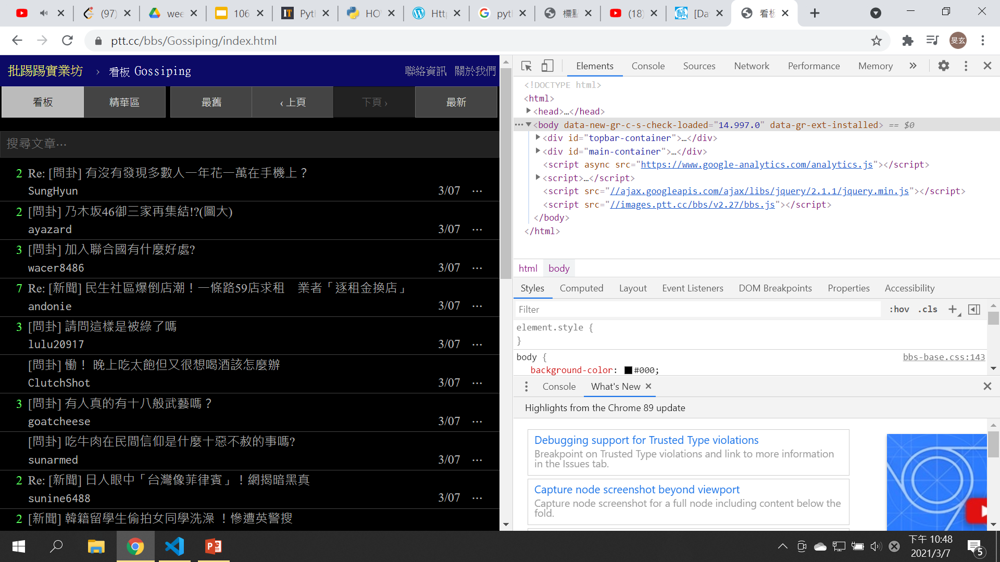 (97)
wee
106
Pyth
HOW
Http
pyth
標點
(18)
[Da
看板
ptt.cc/bbs/Gossiping/index.html
旻玄
批踢踢實業坊 › 看板 Gossiping 聯絡資訊 關於我們
看板 精華區 最舊 ‹ 上頁 下頁 › 最新
搜尋文章⋯
2 Re: [問卦] 有沒有發現多數人一年花一萬在手機上？
SungHyun 3/07 ⋯
2 [問卦] 乃木坂46御三家再集結!?(圖大)
ayazard 3/07 ⋯
3 [問卦] 加入聯合國有什麼好處?
wacer8486 3/07 ⋯
7 Re: [新聞] 民生社區爆倒店潮！一條路59店求租　業者「逐租金換店」
andonie 3/07 ⋯
3 [問卦] 請問這樣是被綠了嗎
lulu20917 3/07 ⋯
[問卦] 慟！ 晚上吃太飽但又很想喝酒該怎麼辦
ClutchShot 3/07 ⋯
3 [問卦] 有人真的有十八般武藝嗎？
goatcheese 3/07 ⋯
[問卦] 吃牛肉在民間信仰是什麼十惡不赦的事嗎?
sunarmed 3/07 ⋯
2 Re: [新聞] 日人眼中「台灣像菲律賓」！網揭暗黑真
sunine6488 3/07 ⋯
2 [新聞] 韓籍留學生偷拍女同學洗澡 ！慘遭英警搜
Elements Console Sources Network Performance Memory »
<!DOCTYPE html>
<html>
<head>…</head>
<body data-new-gr-c-s-check-loaded="14.997.0" data-gr-ext-installed> == $0
<div id="topbar-container">…</div>
<div id="main-container">…</div>
<script async src="https://www.google-analytics.com/analytics.js"></script>
<script>…</script>
<script src="//ajax.googleapis.com/ajax/libs/jquery/2.1.1/jquery.min.js"></script>
<script src="//images.ptt.cc/bbs/v2.27/bbs.js"></script>
</body>
</html>
html body
Styles Computed Layout Event Listeners DOM Breakpoints Properties Accessibility
Filter :hov .cls +
element.style {
}
body { bbs-base.css:143
background-color: #000;
Console What's New
Highlights from the Chrome 89 update
Debugging support for Trusted Type violations
Breakpoint on Trusted Type violations and link to more information
in the Issues tab.
Capture node screenshot beyond viewport
Capture node screenshot for a full node including content below the
fold.
下午 10:48
2021/3/7
5